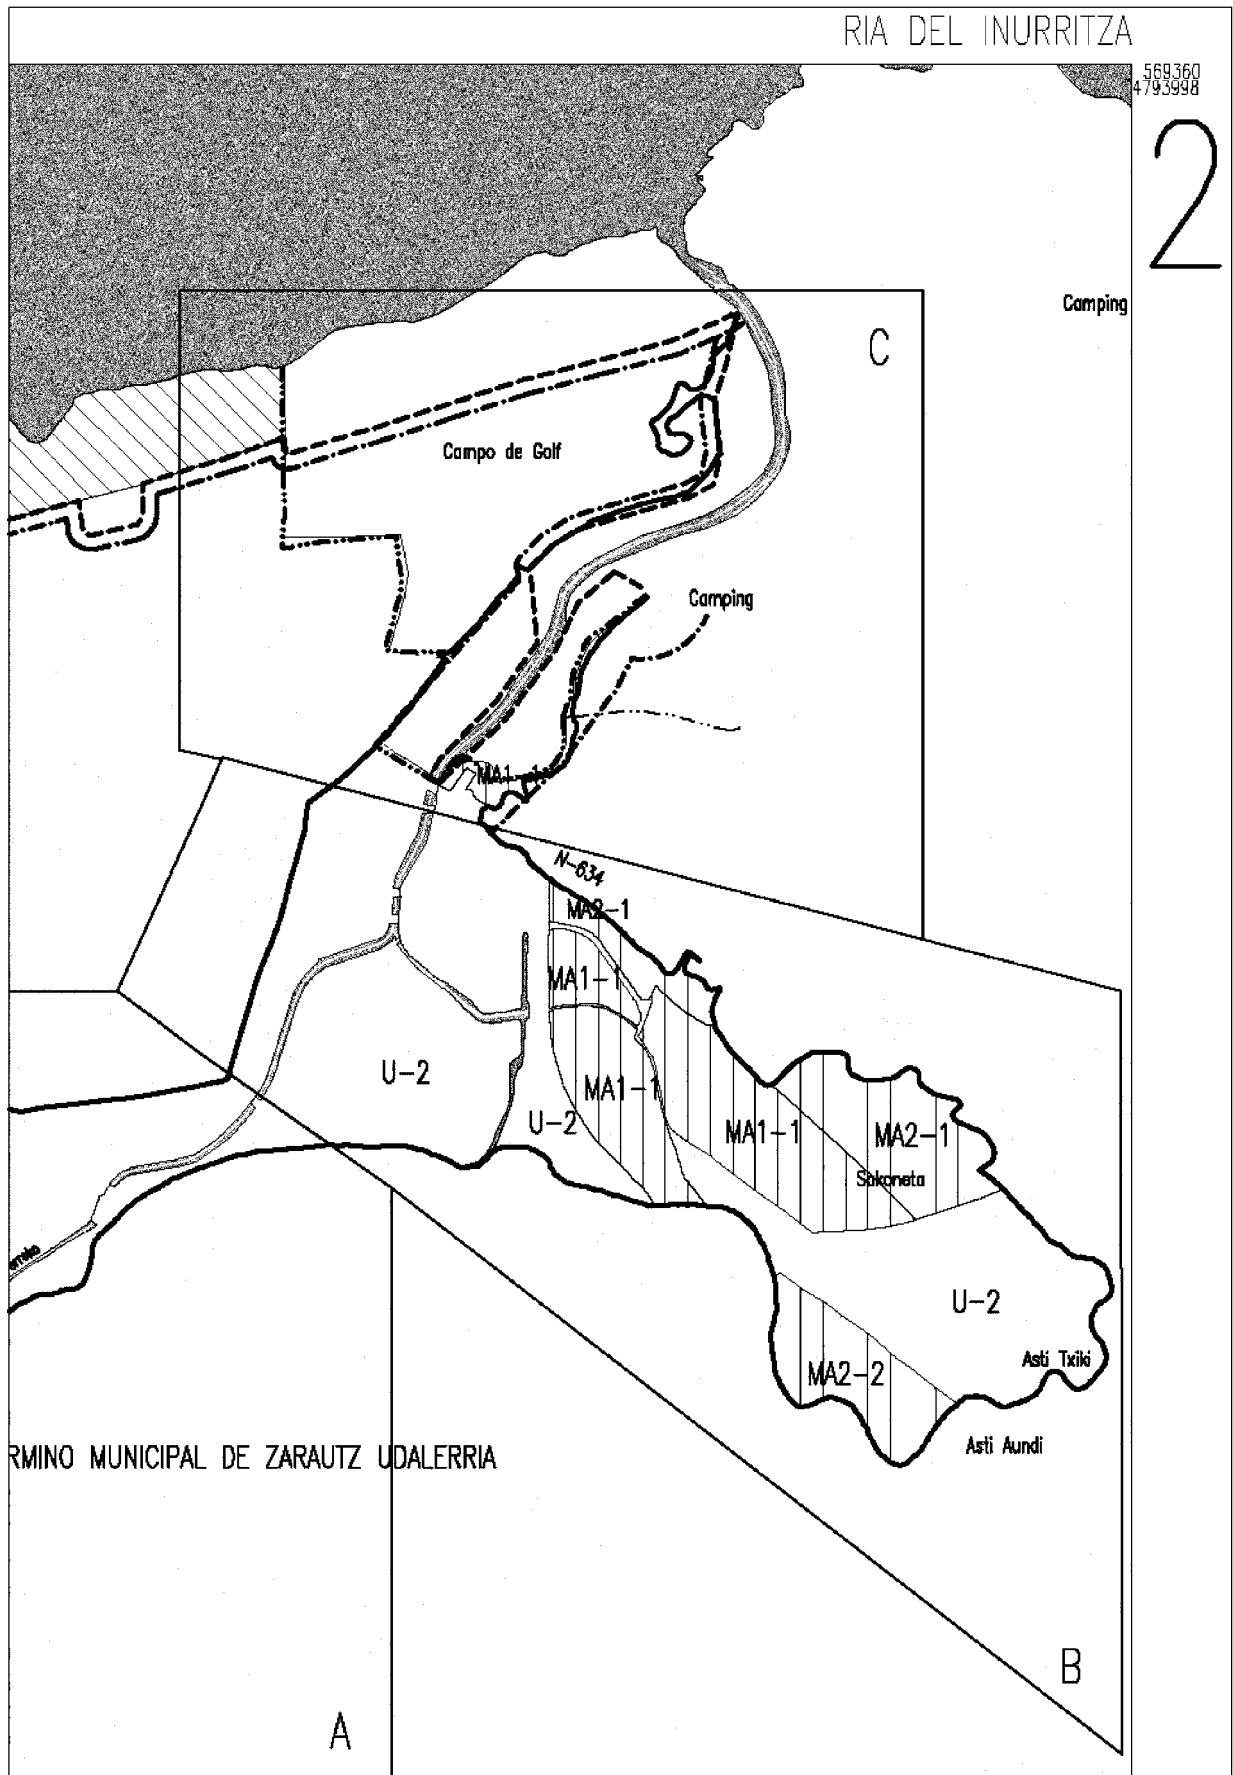 RIA DEL INURRITZA
569360
4793998
2
Camping
C
Campo de Golf
Camping
MA1-1
N-634
MA2-1
MA1-1
U-2
MA1-1
U-2
MA1-1
MA2-1
Sakoneta
U-2
Asti Txiki
MA2-2
Asti Aundi
RMINO MUNICIPAL DE ZARAUTZ UDALERRIA
B
A